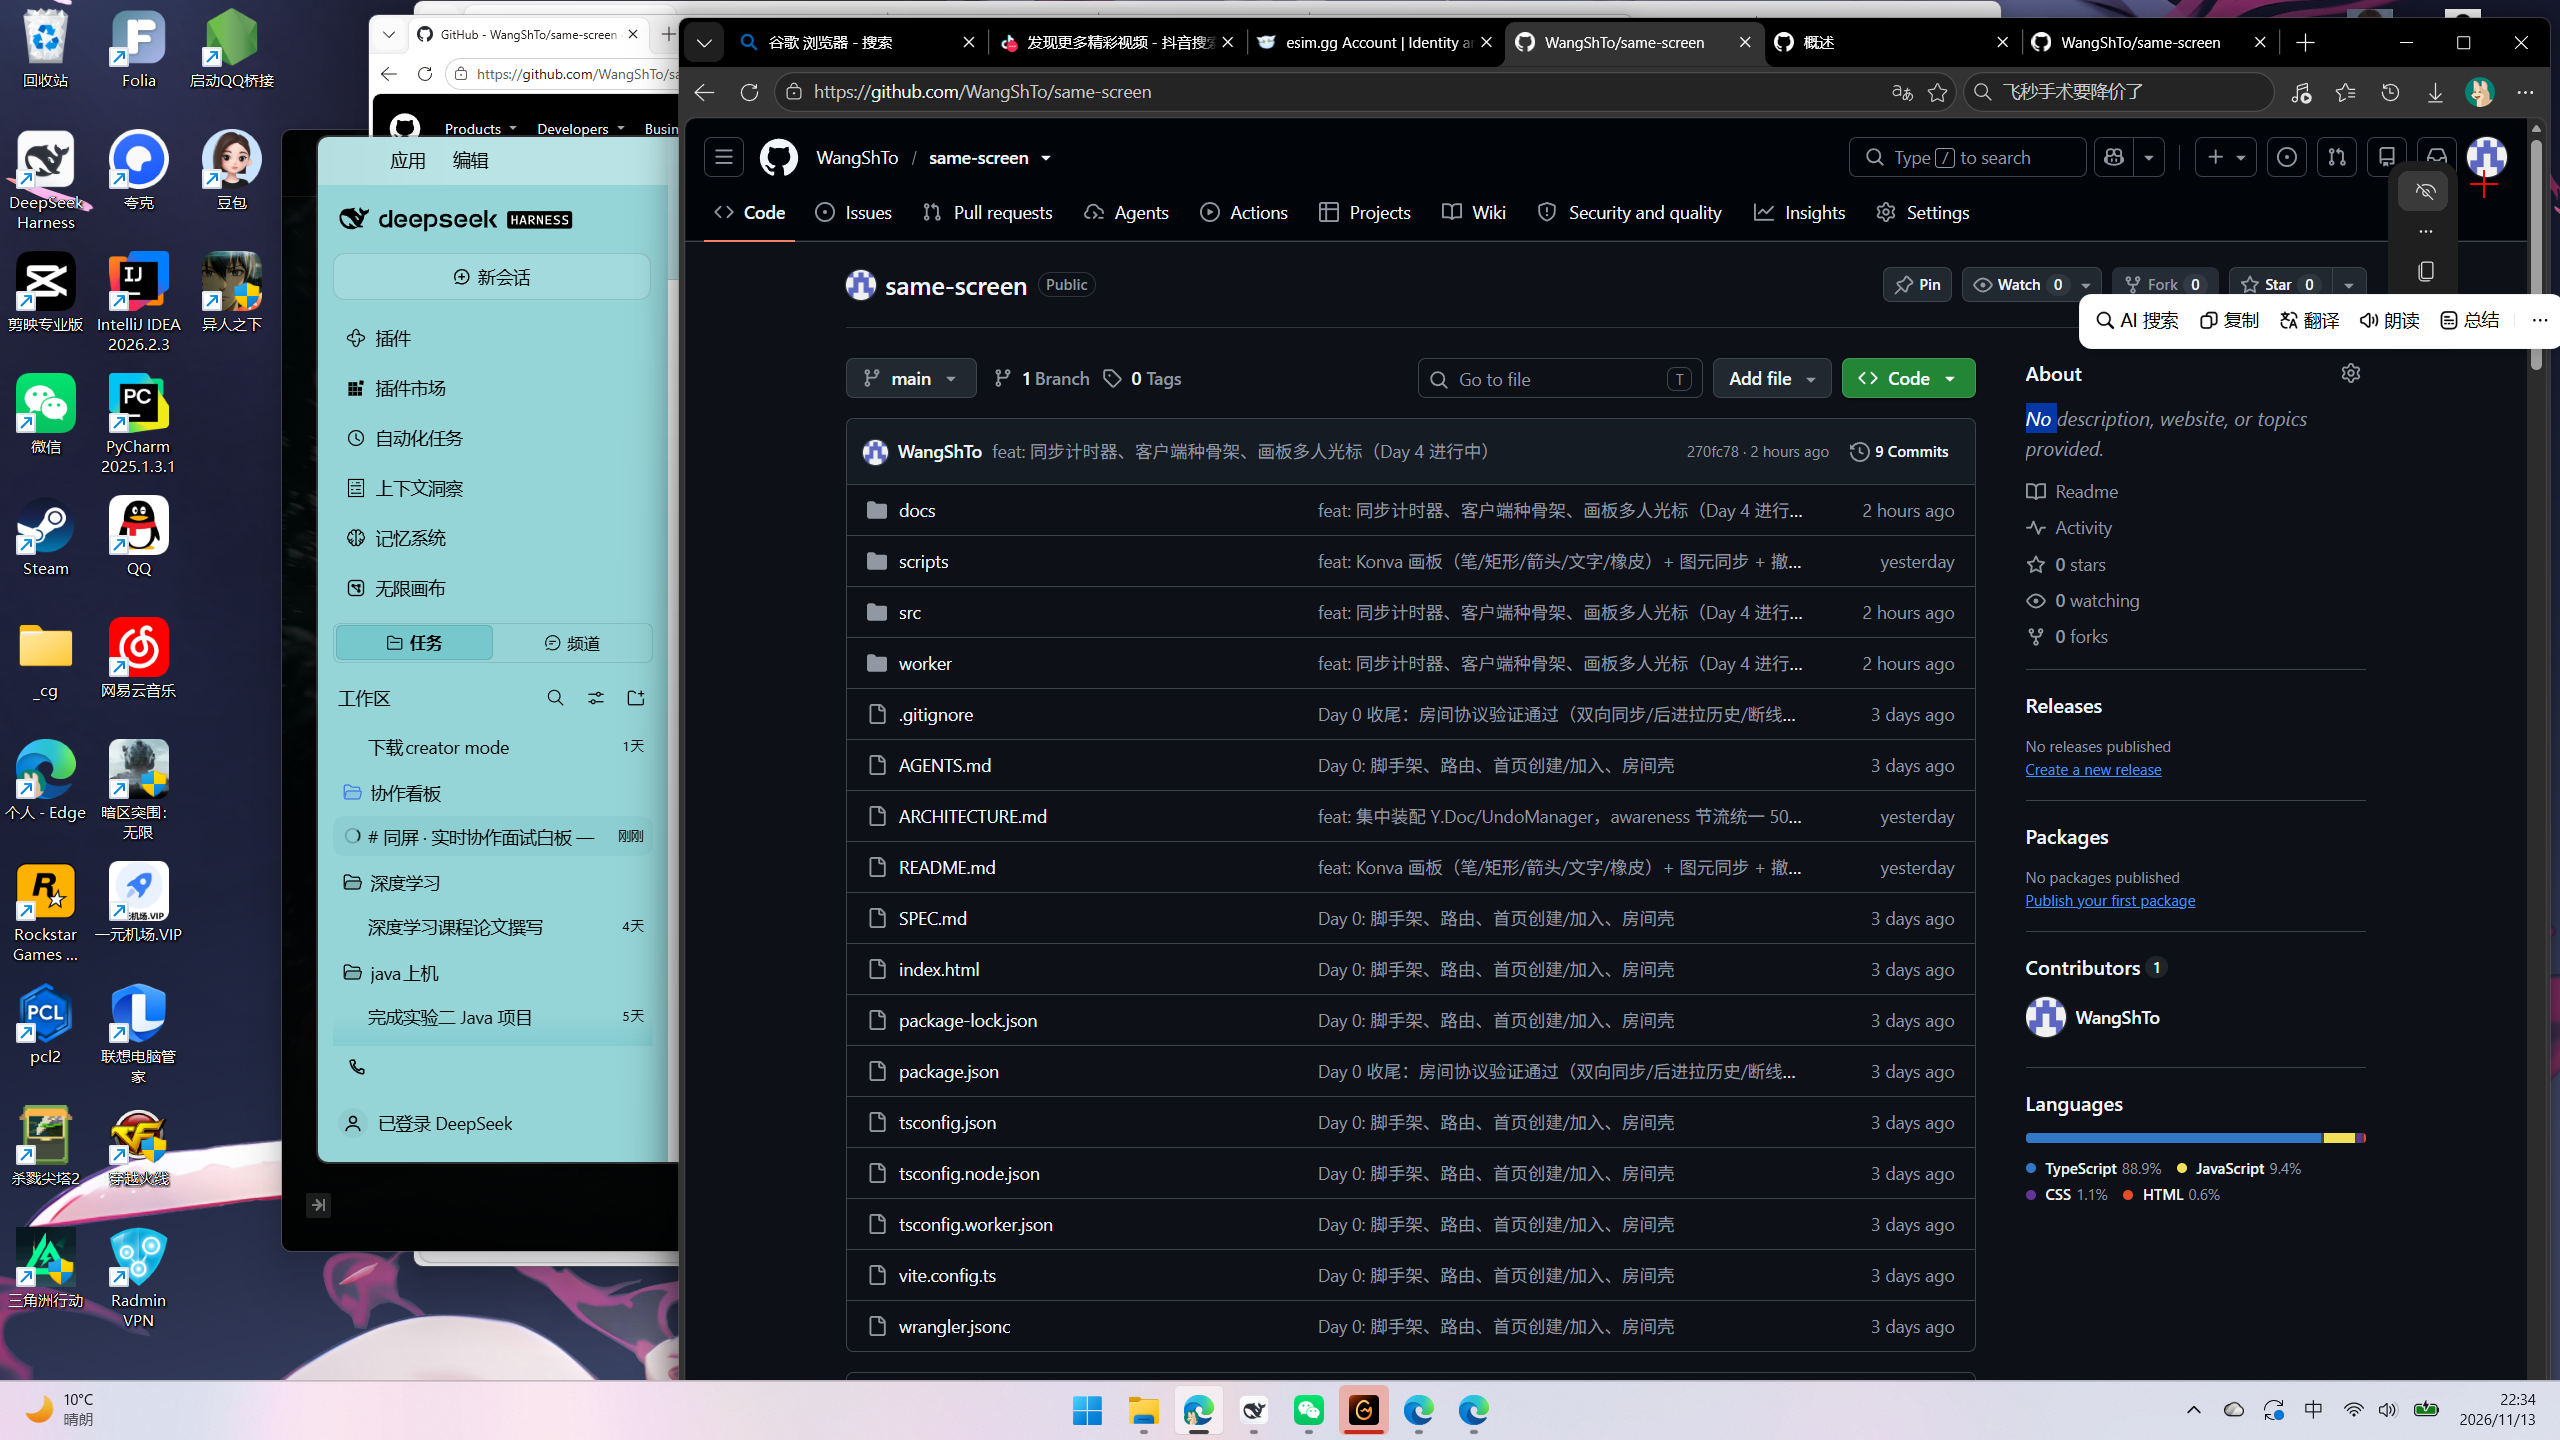 回收站
Folia
启动QQ桥接
DeepSeek
Harness
夸克
豆包
剪映专业版
IntelliJ IDEA
2026.2.3
异人之下
微信
PyCharm
2025.1.3.1
Steam
QQ
_cg
网易云音乐
个人 - Edge
暗区突围：
无限
Rockstar
Games ...
一元机场.VIP
pcl2
联想电脑管
家
杀戮尖塔2
穿越火线
三角洲行动
Radmin
VPN
GitHub - WangShTo/same-screen
https://github.com/WangShTo/sa
Products
Developers
Busin
应用
编辑
deepseek HARNESS
新会话
插件
插件市场
自动化任务
上下文洞察
记忆系统
无限画布
任务
频道
工作区
下载creator mode
1天
协作看板
# 同屏 · 实时协作面试白板 —
刚刚
深度学习
深度学习课程论文撰写
4天
java上机
完成实验二 Java 项目
5天
已登录 DeepSeek
谷歌 浏览器 - 搜索
发现更多精彩视频 - 抖音搜索
esim.gg Account | Identity an
WangShTo/same-screen
概述
WangShTo/same-screen
https://github.com/WangShTo/same-screen
飞秒手术要降价了
WangShTo / same-screen
Type / to search
Code
Issues
Pull requests
Agents
Actions
Projects
Wiki
Security and quality
Insights
Settings
same-screen
Public
Pin
Watch 0
Fork 0
Star 0
AI 搜索
复制
翻译
朗读
总结
main
1 Branch
0 Tags
Go to file
T
Add file
Code
WangShTo
feat: 同步计时器、客户端种骨架、画板多人光标（Day 4 进行中）
270fc78 · 2 hours ago
9 Commits
docs
feat: 同步计时器、客户端种骨架、画板多人光标（Day 4 进行...
2 hours ago
scripts
feat: Konva 画板（笔/矩形/箭头/文字/橡皮）+ 图元同步 + 撤...
yesterday
src
feat: 同步计时器、客户端种骨架、画板多人光标（Day 4 进行...
2 hours ago
worker
feat: 同步计时器、客户端种骨架、画板多人光标（Day 4 进行...
2 hours ago
.gitignore
Day 0 收尾：房间协议验证通过（双向同步/后进拉历史/断线...
3 days ago
AGENTS.md
Day 0: 脚手架、路由、首页创建/加入、房间壳
3 days ago
ARCHITECTURE.md
feat: 集中装配 Y.Doc/UndoManager，awareness 节流统一 50...
yesterday
README.md
feat: Konva 画板（笔/矩形/箭头/文字/橡皮）+ 图元同步 + 撤...
yesterday
SPEC.md
Day 0: 脚手架、路由、首页创建/加入、房间壳
3 days ago
index.html
Day 0: 脚手架、路由、首页创建/加入、房间壳
3 days ago
package-lock.json
Day 0: 脚手架、路由、首页创建/加入、房间壳
3 days ago
package.json
Day 0 收尾：房间协议验证通过（双向同步/后进拉历史/断线...
3 days ago
tsconfig.json
Day 0: 脚手架、路由、首页创建/加入、房间壳
3 days ago
tsconfig.node.json
Day 0: 脚手架、路由、首页创建/加入、房间壳
3 days ago
tsconfig.worker.json
Day 0: 脚手架、路由、首页创建/加入、房间壳
3 days ago
vite.config.ts
Day 0: 脚手架、路由、首页创建/加入、房间壳
3 days ago
wrangler.jsonc
Day 0: 脚手架、路由、首页创建/加入、房间壳
3 days ago
About
No description, website, or topics
provided.
Readme
Activity
0 stars
0 watching
0 forks
Releases
No releases published
Create a new release
Packages
No packages published
Publish your first package
Contributors 1
WangShTo
Languages
TypeScript 88.9%
JavaScript 9.4%
CSS 1.1%
HTML 0.6%
10°C
晴朗
中
22:34
2026/11/13